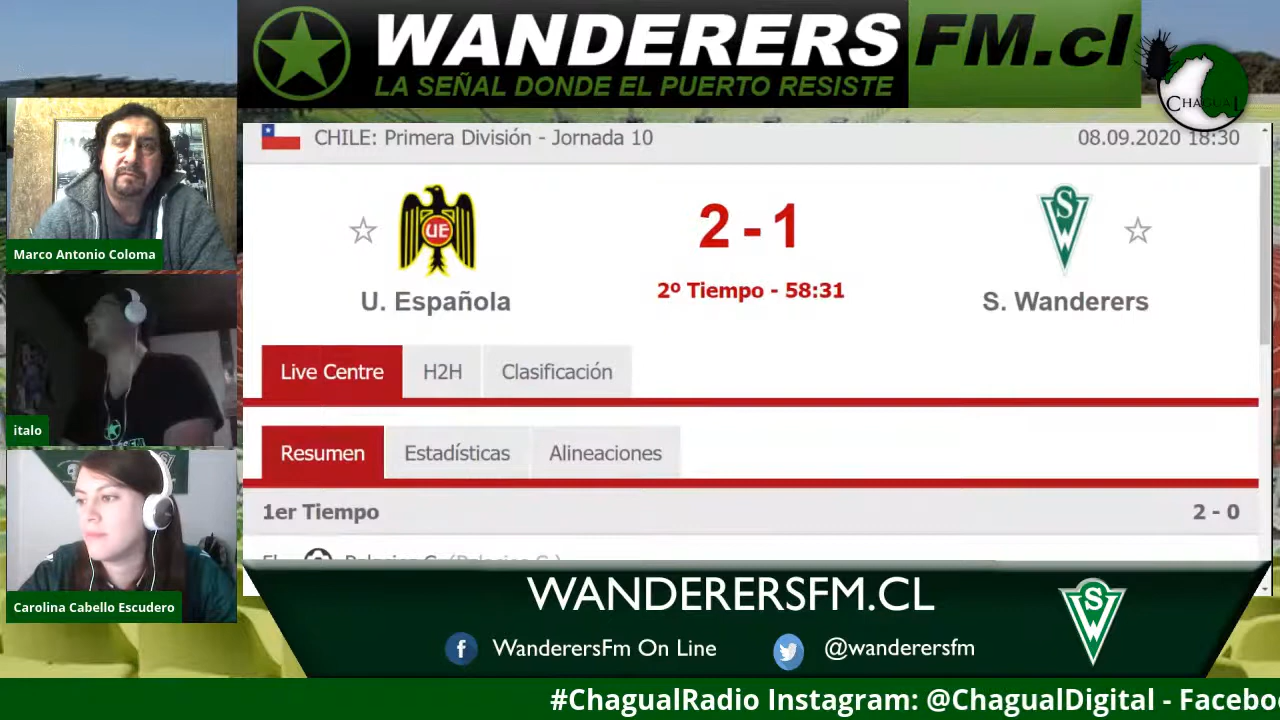 WANDERERS FM.cl
LA SEÑAL DONDE EL PUERTO RESISTE
CHAGUAL
CHILE: Primera División - Jornada 10
08.09.2020 18:30
UE
2 - 1
S
W
2º Tiempo - 58:31
U. Española
S. Wanderers
Live Centre
H2H
Clasificación
Resumen
Estadísticas
Alineaciones
1er Tiempo
2 - 0
Marco Antonio Coloma
italo
Carolina Cabello Escudero
WANDERERSFM.CL
WanderersFm On Line
@wanderersfm
S
W
#ChagualRadio Instagram: @ChagualDigital - Facebo